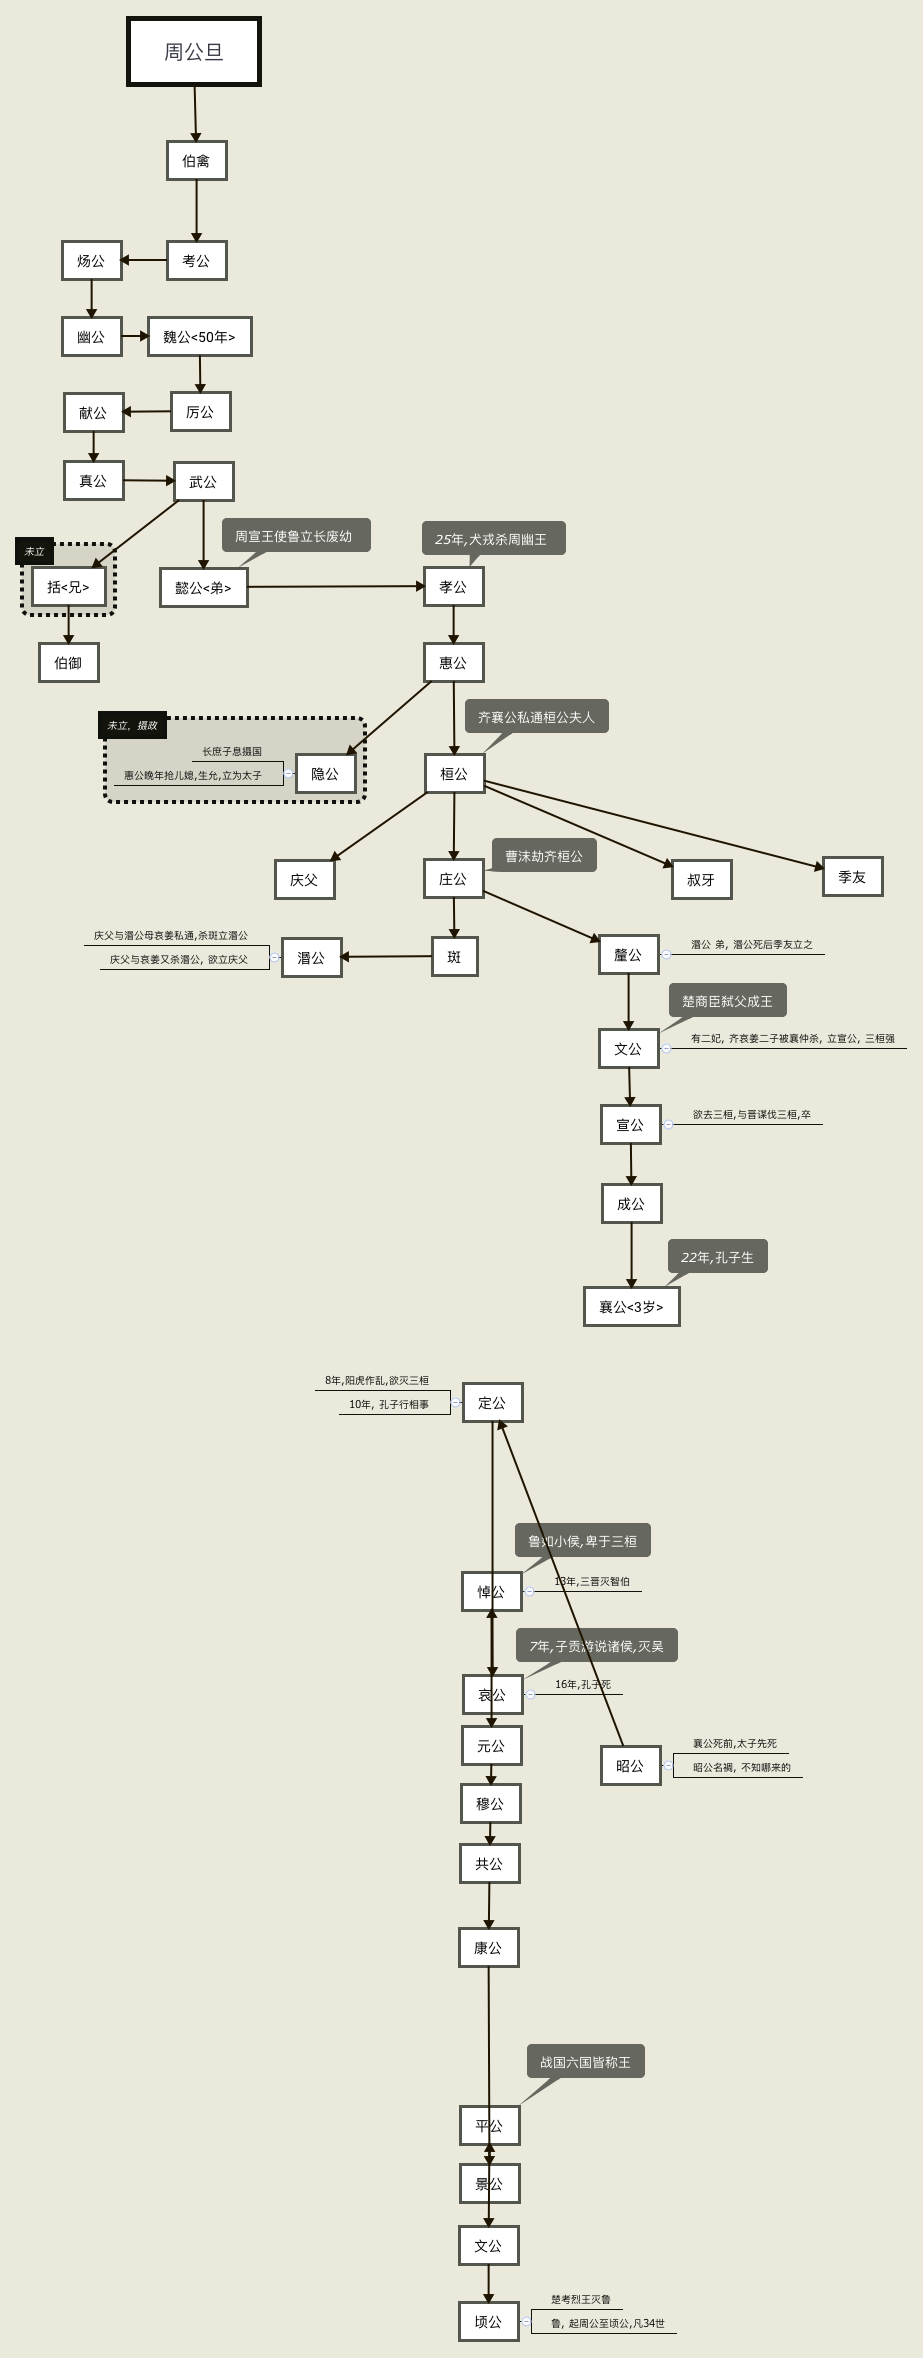 周公旦
伯禽
炀公
考公
幽公
魏公<50年>
献公
厉公
真公
武公
周宣王使鲁立长废幼
25年,犬戎杀周幽王
未立
括<兄>
懿公<弟>
孝公
伯御
惠公
齐襄公私通桓公夫人
未立, 摄政
长庶子息摄国
惠公晚年抢儿媳,生允,立为太子
隐公
桓公
曹沫劫齐桓公
庆父
庄公
叔牙
季友
庆父与湣公母哀姜私通,杀斑立湣公
庆父与哀姜又杀湣公, 欲立庆父
湣公
斑
釐公
湣公 弟, 湣公死后季友立之
楚商臣弑父成王
文公
有二妃, 齐哀姜二子被襄仲杀, 立宣公, 三桓强
宣公
欲去三桓,与晋谋伐三桓,卒
成公
22年,孔子生
襄公<3岁>
8年,阳虎作乱,欲灭三桓
10年, 孔子行相事
定公
鲁如小侯,卑于三桓
悼公
13年,三晋灭智伯
7年,子贡游说诸侯,灭吴
哀公
16年,孔子死
元公
昭公
襄公死前,太子先死
昭公名裯, 不知哪来的
穆公
共公
康公
战国六国皆称王
平公
景公
文公
顷公
楚考烈王灭鲁
鲁, 起周公至顷公,凡34世